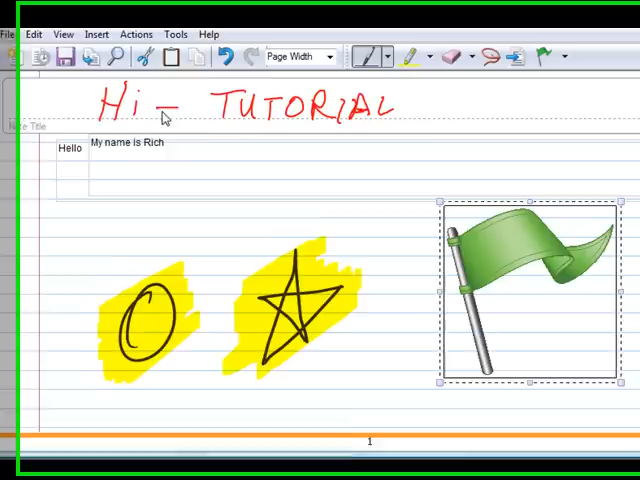 File Edit View Insert Actions Tools Help
Page Width
Hi - TUTORIAL
Note Title
Hello My name is Rich
1